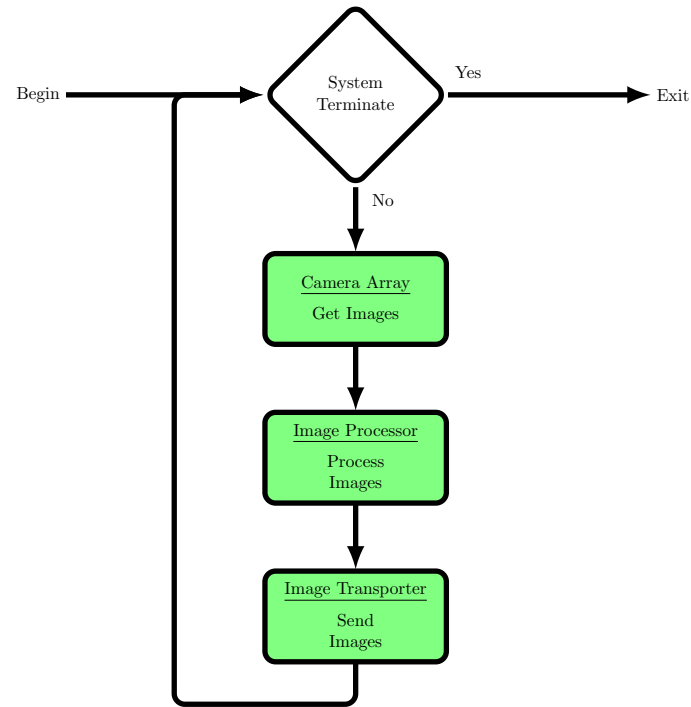 Begin
System
Terminate
Yes
Exit
No
Camera Array
Get Images
Image Processor
Process
Images
Image Transporter
Send
Images